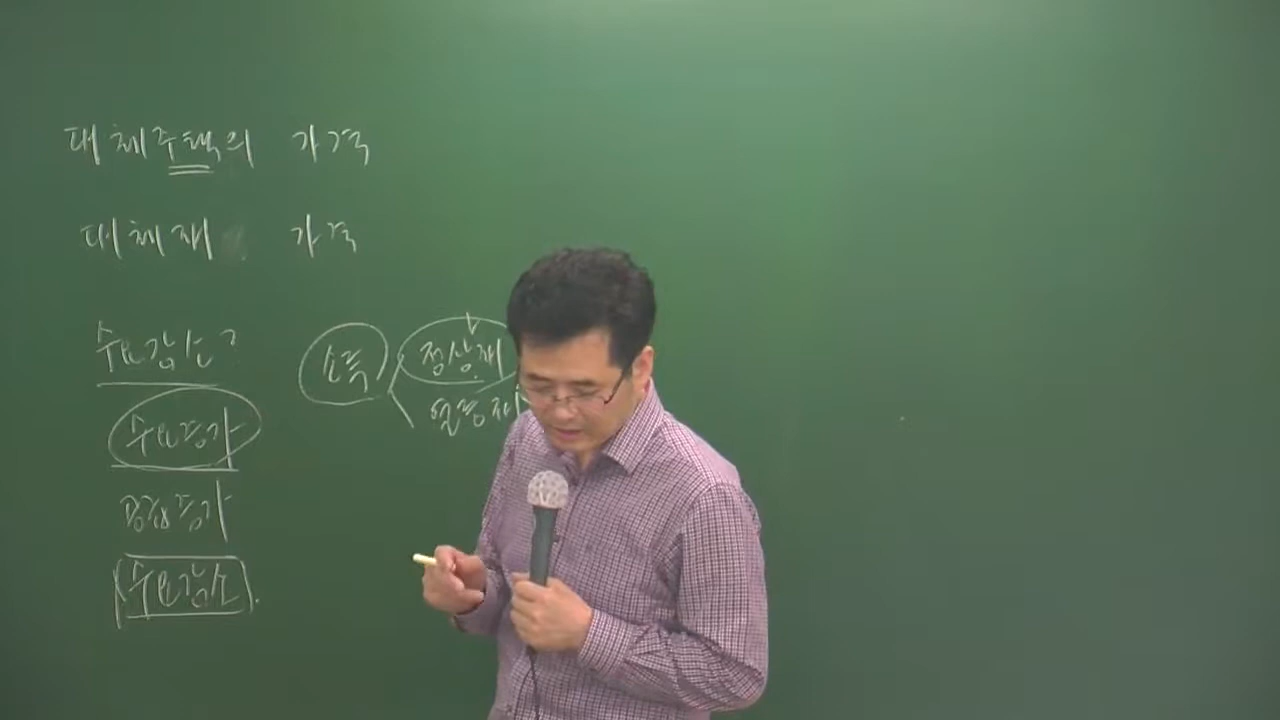 대체주택의 가격
대체재 가격
수요감소?
소득 정상재
열등재
수요증가
공급증가
수요감소